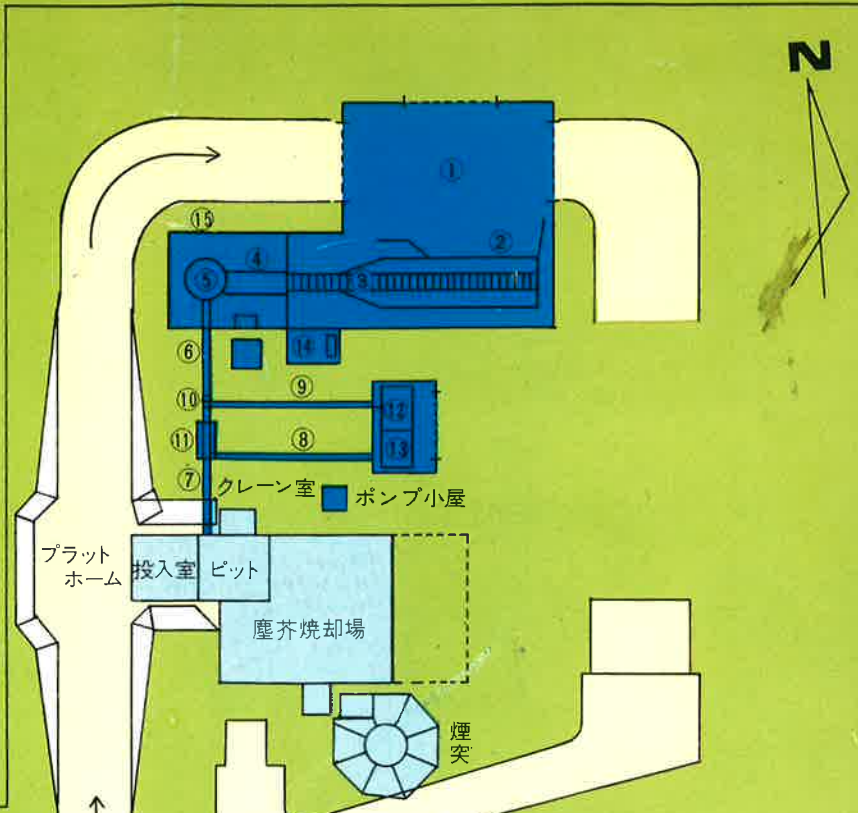 N
①
⑮
④
②
⑤
③
⑥
⑭
⑨
⑩
⑫
⑪
⑧
⑬
⑦
クレーン室
ポンプ小屋
プラット
ホーム
投入室
ピット
塵芥焼却場
煙
突